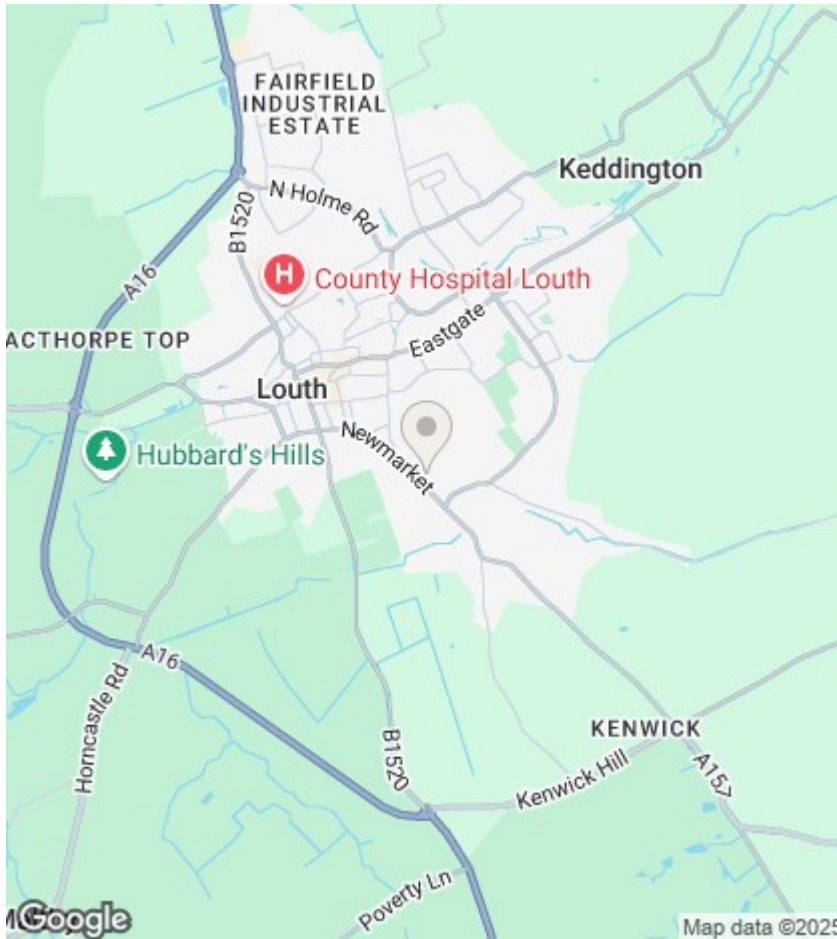 FAIRFIELD
INDUSTRIAL
ESTATE
Keddington
N Holme Rd
B1520
A16
County Hospital Louth
ACTHORPE TOP
Eastgate
Louth
Newmarket
Hubbard's Hills
A16
Horncastle Rd
B1520
KENWICK
A157
Kenwick Hill
Poverty Ln
Google
Map data ©2025